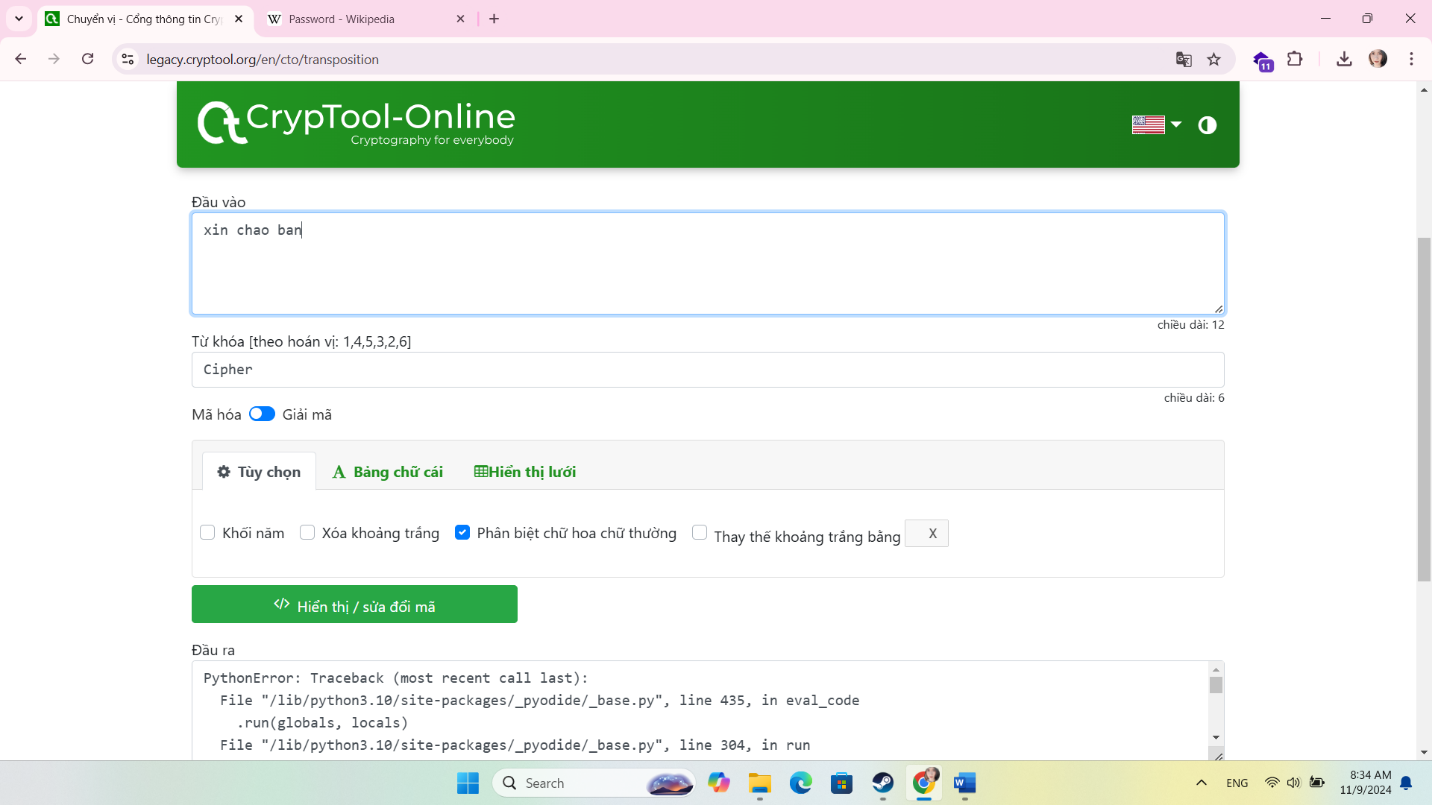 Chuyển vị - Cổng thông tin Cryp
Password - Wikipedia
legacy.cryptool.org/en/cto/transposition
11
CrypTool-Online
Cryptography for everybody
Đầu vào
xin chao ban
chiều dài: 12
Từ khóa [theo hoán vị: 1,4,5,3,2,6]
Cipher
chiều dài: 6
Mã hóa Giải mã
Tùy chọn A Bảng chữ cái Hiển thị lưới
Khối năm Xóa khoảng trắng Phân biệt chữ hoa chữ thường Thay thế khoảng trắng bằng X
</> Hiển thị / sửa đổi mã
Đầu ra
PythonError: Traceback (most recent call last):
File "/lib/python3.10/site-packages/_pyodide/_base.py", line 435, in eval_code
.run(globals, locals)
File "/lib/python3.10/site-packages/_pyodide/_base.py", line 304, in run
Search
ENG
8:34 AM
11/9/2024